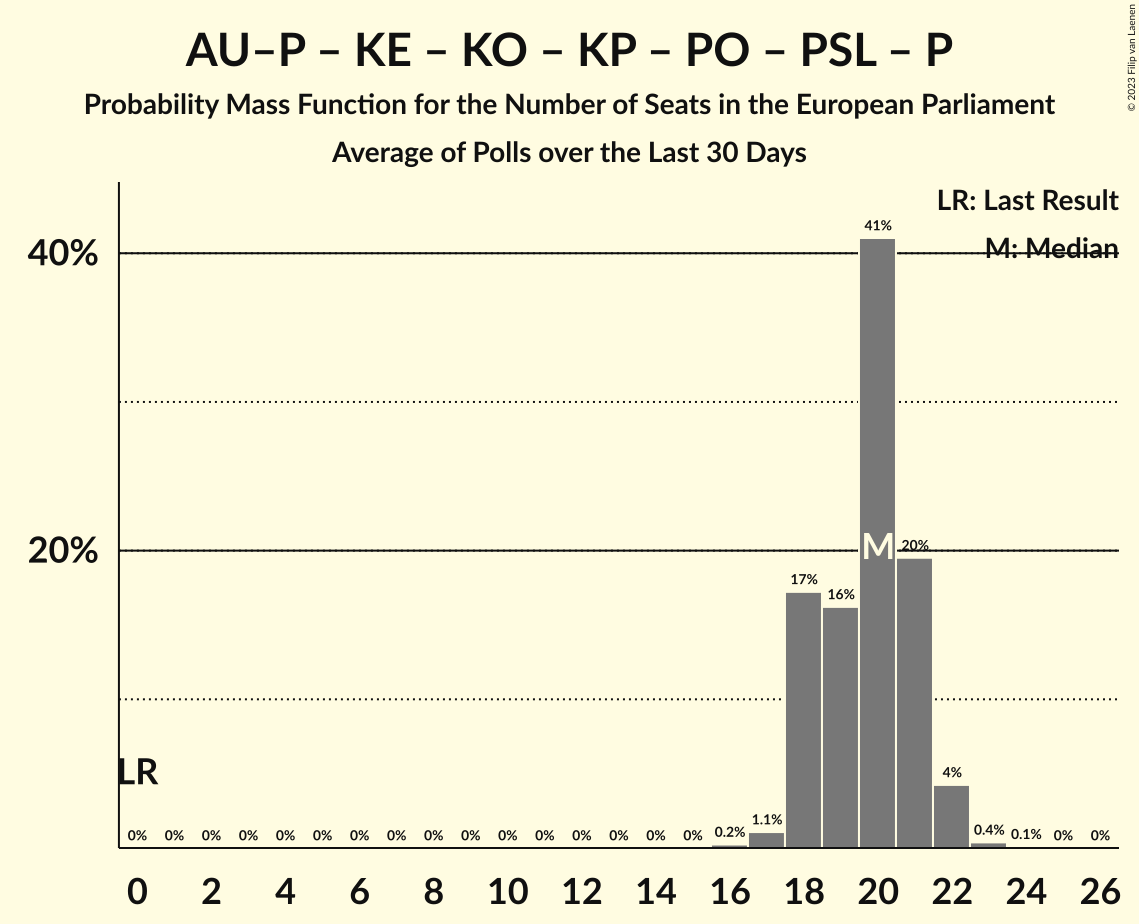 AU–P – KE – KO – KP – PO – PSL – P
Probability Mass Function for the Number of Seats in the European Parliament
Average of Polls over the Last 30 Days
© 2023 Filip van Laenen
LR: Last Result
M: Median
40%
20%
41%
M
20%
17%
16%
LR
4%
0% 0% 0% 0% 0% 0% 0% 0% 0% 0% 0% 0% 0% 0% 0% 0% 0.2% 1.1% 0.4% 0.1% 0% 0%
0 2 4 6 8 10 12 14 16 18 20 22 24 26